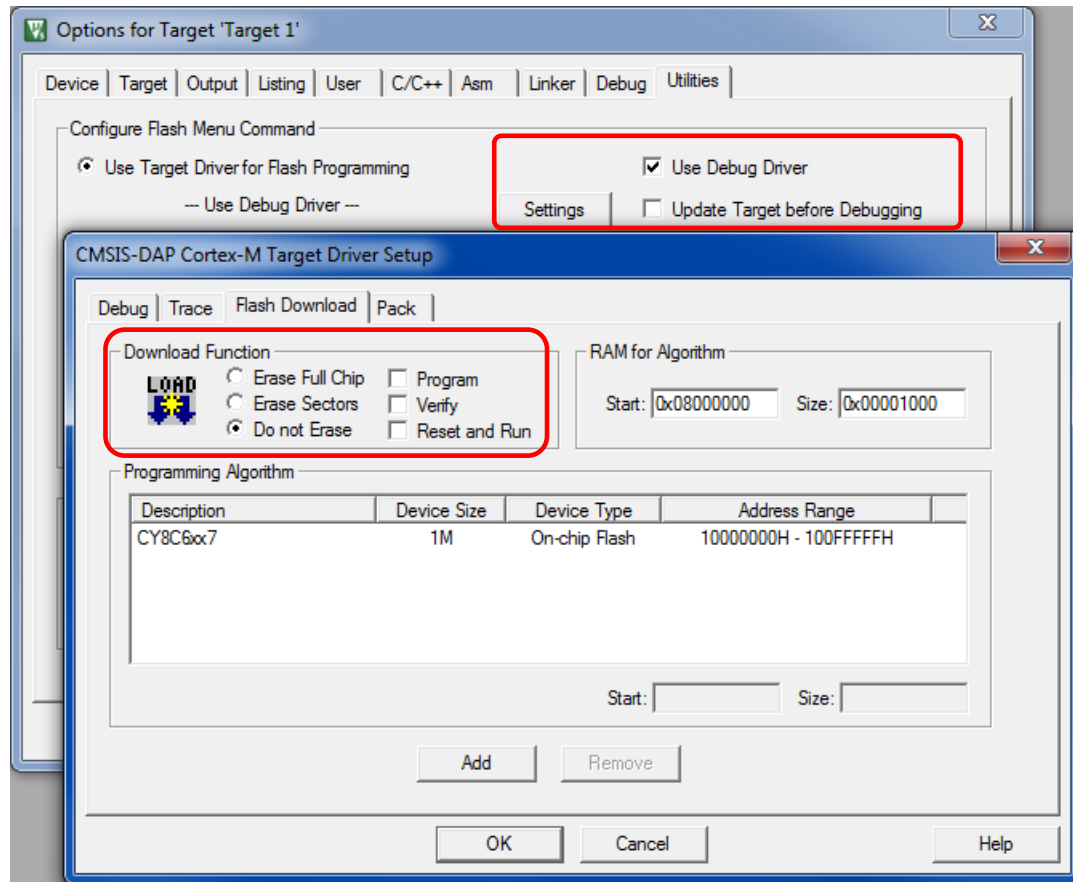 Options for Target 'Target 1'
Device Target Output Listing User C/C++ Asm Linker Debug Utilities
Configure Flash Menu Command
Use Target Driver for Flash Programming Use Debug Driver
--- Use Debug Driver --- Settings Update Target before Debugging
CMSIS-DAP Cortex-M Target Driver Setup
Debug Trace Flash Download Pack
Download Function RAM for Algorithm
LOAD Erase Full Chip Program
Erase Sectors Verify Start: 0x08000000 Size: 0x00001000
Do not Erase Reset and Run
Programming Algorithm
Description Device Size Device Type Address Range
CY8C6xx7 1M On-chip Flash 10000000H - 100FFFFFH
Start: Size:
Add Remove
OK Cancel Help